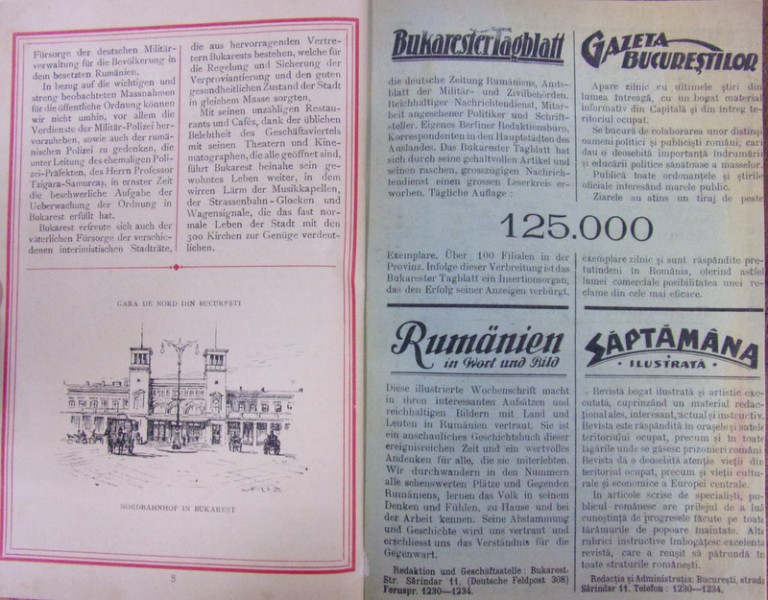 Fürsorge der deutschen Militär-
verwaltung für die Bevölkerung in
dem besetzten Rumänien.
In bezug auf die wichtigen und
streng beobachteten Massnahmen
für die öffentliche Ordnung können
wir nicht umhin, vor allem die
Verdienste der Militär-Polizei hervorzuheben, sowie auch der rumä-
nischen Polizei zu gedenken, die
unter Leitung des ehemaligen Poli-
zei-Präfekten, des Herrn Professor
Tzigara-Samurcaș, in ernster Zeit
die beschwerliche Aufgabe der
Ueberwachung der Ordnung in
Bukarest erfüllt hat.
Bukarest erfreute sich auch der
väterlichen Fürsorge der verschie-
denen interimistischen Stadträte,
die aus hervorragenden Vertre-
tern Bukarests bestehen, welche für
die Regelung und Sicherung der
Verproviantierung und den guten
gesundheitlichen Zustand der Stadt
in gleichem Masse sorgten.
Mit seinen unzähligen Restau-
rants und Cafés, dank der üblichen
Belebtheit des Geschäftsviertels
mit seinen Theatern und Kine-
matographen, die alle geöffnet sind,
führt Bukarest beinahe sein ge-
wohntes Leben weiter, in dem
wirren Lärm der Musikkapellen,
der Strassenbahn-Glocken und
Wagensignale, die das fast nor-
male Leben der Stadt mit den
300 Kirchen zur Genüge verdeut-
lichen.
GARA DE NORD DIN BUCUREȘTI
NORDBAHNHOF IN BUKAREST
8
Bukarester Tagblatt
die deutsche Zeitung Rumäniens, Amts-
blatt der Militär- und Zivilbehörden.
Reichhaltiger Nachrichtendienst, Mitar-
beit angesehener Politiker und Schrift-
steller. Eigenes Berliner Redaktionsbüro,
Korrespondenten in den Hauptstädten des
Auslandes. Das Bukarester Tagblatt hat
sich durch seine gehaltvollen Artikel und
seinen raschen, grosszügigen Nachrich-
tendienst einen grossen Leserkreis er-
worben. Tägliche Auflage :
GAZETA
BUCUREȘTILOR
Apare zilnic cu ultimele știri din
lumea întreagă, cu un bogat material
informativ din Capitală și din întreg te-
ritoriul ocupat.
Se bucură de colaborarea unor distinși
oameni politici și publiciști români, cari
dau o deosebită importanță îndrumării
și educării politice sănătoase a maselor.
Publică toate ordonanțele și știrile
oficiale interesând marele public.
Ziarele au atins un tiraj de peste
125.000
Exemplare. Über 100 Filialen in der
Provinz. Infolge dieser Verbreitung ist das
Bukarester Tagblatt ein Insertionsorgan,
das den Erfolg seiner Anzeigen verbürgt.
exemplare zilnic și sunt răspândite pre-
tutindeni în România, oferind astfel
lumei comerciale posibilitatea unei re-
clame din cele mai eficace.
Rumänien
in Wort und Bild
Diese illustrierte Wochenschrift macht
in ihren interessanten Aufsätzen und
reichhaltigen Bildern mit Land und
Leuten in Rumänien vertraut. Sie ist
ein anschauliches Geschichtsbuch dieser
ereignisreichen Zeit und ein wertvolles
Andenken für alle, die sie miterlebten.
Wir durchwandern in den Nummern
alle sehenswerten Plätze und Gegenden
Rumäniens, lernen das Volk in seinem
Denken und Fühlen, zu Hause und bei
der Arbeit kennen. Seine Abstammung
und Geschichte wird uns vertraut und
erschliesst uns das Verständnis für die
Gegenwart.
Redaktion und Geschäftsstelle : Bukarest.
Str. Sărindar 11. (Deutsche Feldpost 308)
Fernspr. 1230—1234.
SĂPTĂMÂNA
• ILUSTRATĂ •
Revistă bogat ilustrată și artistic exe-
cutată, cuprinzând un material redac-
țional ales, interesant, actual și instructiv.
Revista este răspândită în orașele și satele
teritoriului ocupat, precum și în toate
lagările unde se găsesc prizonieri români.
Revista dă o deosebită atenție vieții din
teritoriul ocupat, precum și vieții cultu-
rale și economice a Europei centrale.
In articole scrise de specialiști, pu-
blicul românesc are prilejul de a lua
cunoștință de progresele făcute pe toate
tărâmurile de popoare înaintate. Alte
rubrici instructive îmbogățesc excelenta
revistă, care a reușit să pătrundă în
toate straturile românești.
Redacția și Administrația: București, strada
Sărindar 11. Telefon : 1230—1234.